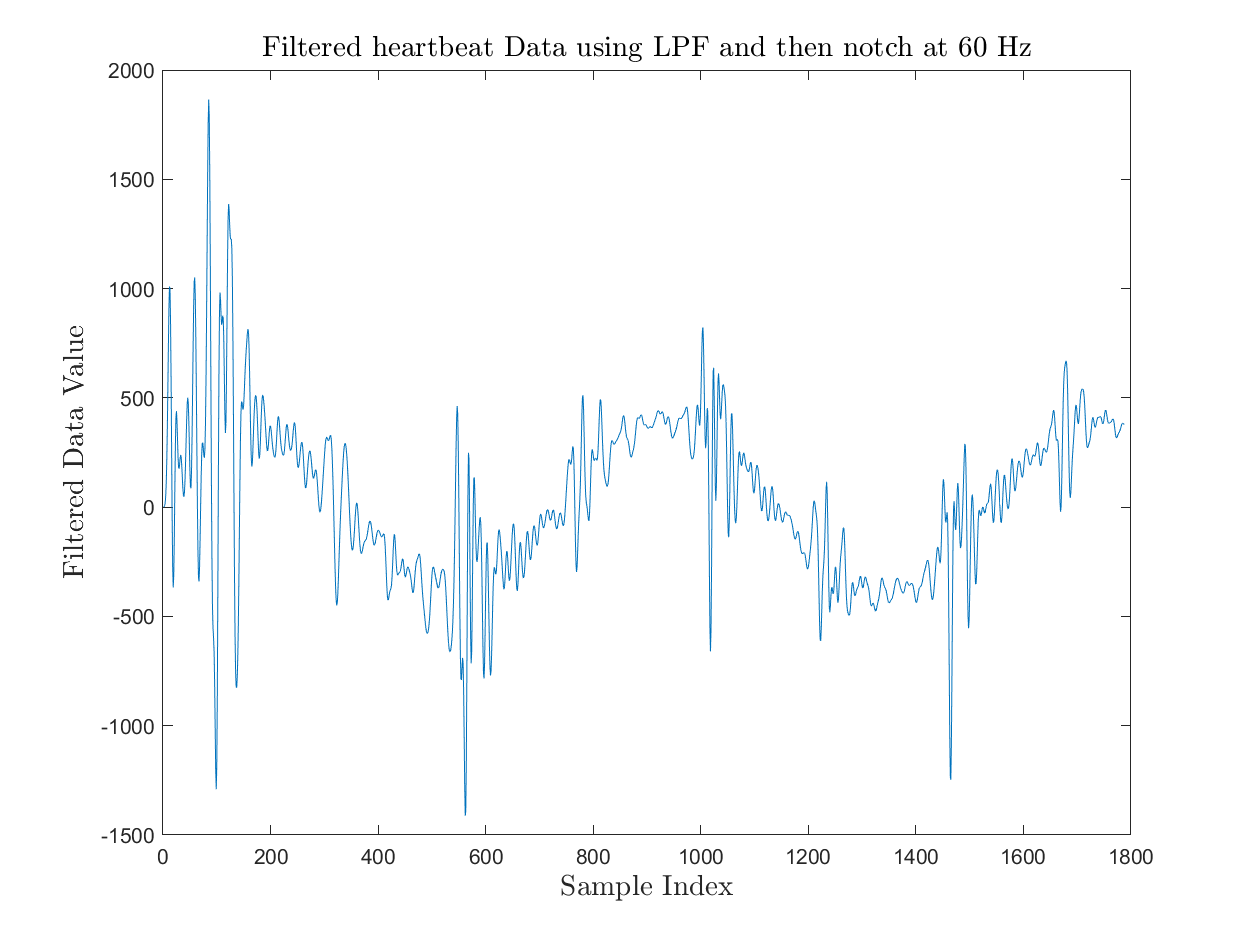 Filtered heartbeat Data using LPF and then notch at 60 Hz
2000
1500
1000
500
0
-500
-1000
-1500
Filtered Data Value
0 200 400 600 800 1000 1200 1400 1600 1800
Sample Index